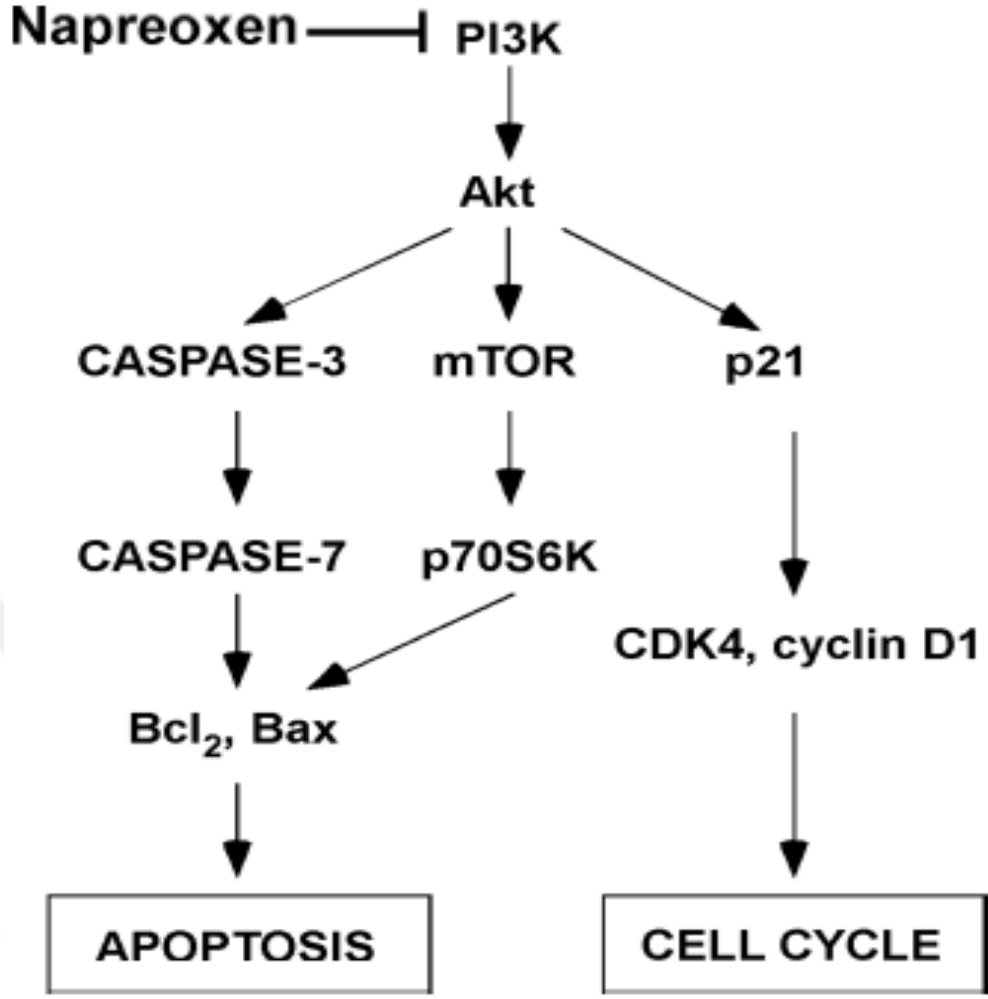 Napreoxen PI3K
Akt
CASPASE-3 mTOR p21
CASPASE-7 p70S6K
CDK4, cyclin D1
Bcl₂, Bax
APOPTOSIS CELL CYCLE